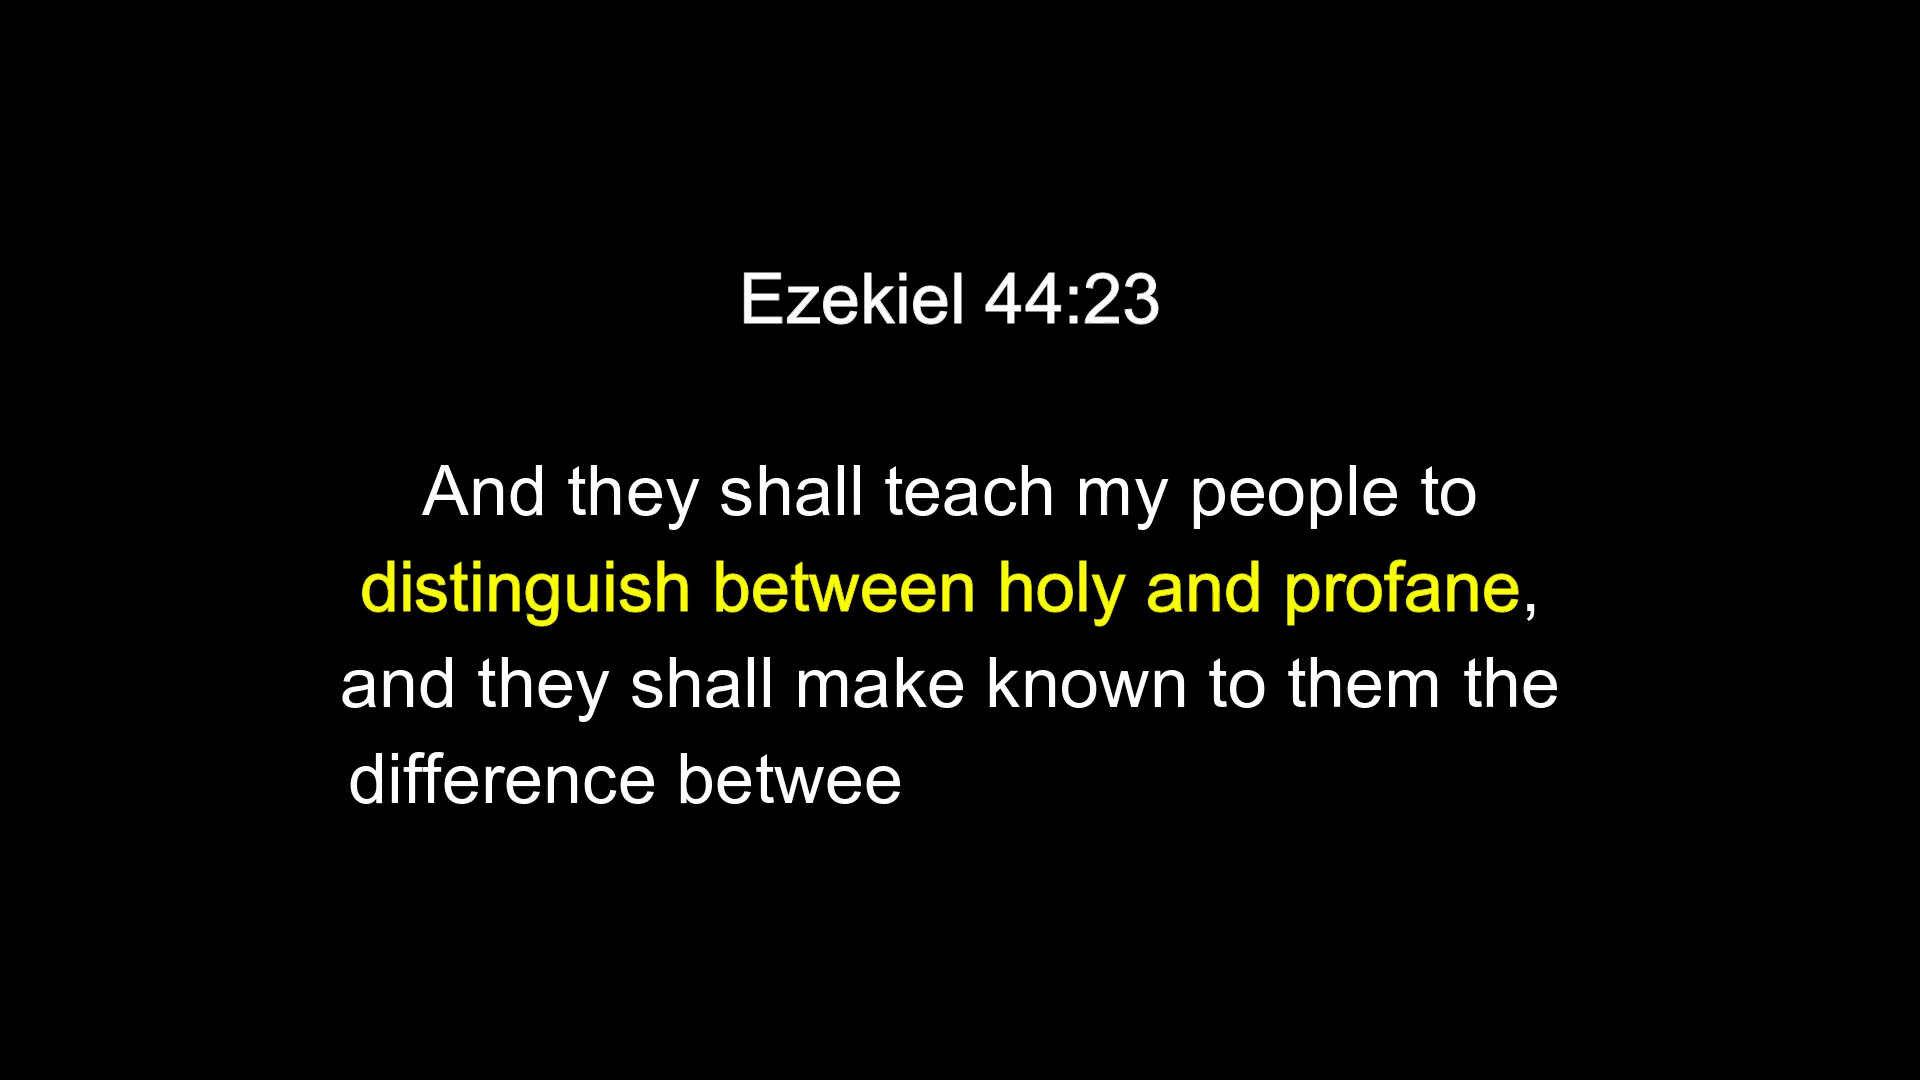 Ezekiel 44:23
And they shall teach my people to
distinguish between holy and profane,
and they shall make known to them the
difference betwee